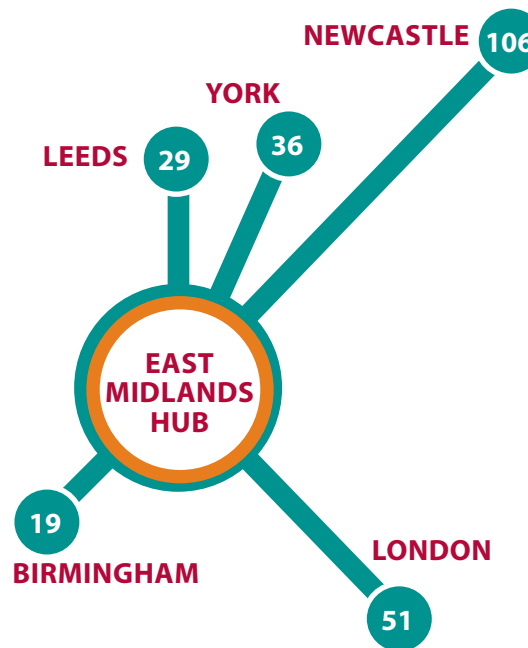 NEWCASTLE 106
YORK
36
LEEDS 29
EAST
MIDLANDS
HUB
19
BIRMINGHAM
LONDON
51